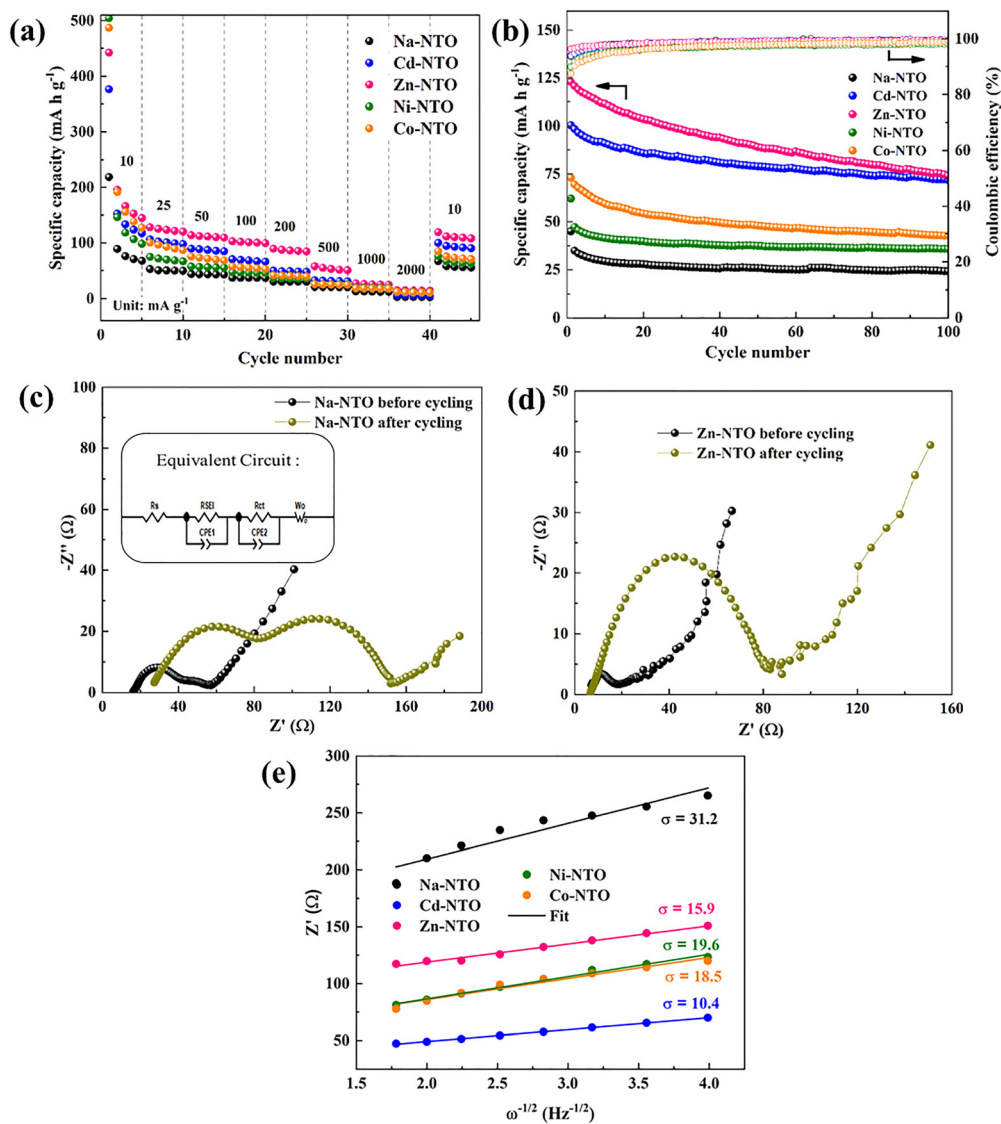 (a)
Specific capacity (mA h g⁻¹)
500
400
300
200
100
0
Na-NTO
Cd-NTO
Zn-NTO
Ni-NTO
Co-NTO
10
25
50
100
200
500
1000
2000
10
Unit: mA g⁻¹
0 10 20 30 40
Cycle number
(b)
Specific capacity (mA h g⁻¹)
175
150
125
100
75
50
25
0
Na-NTO
Cd-NTO
Zn-NTO
Ni-NTO
Co-NTO
100
80
60
40
20
0
Coulombic efficiency (%)
0 20 40 60 80 100
Cycle number
(c)
-Z'' (Ω)
100
80
60
40
20
0
Na-NTO before cycling
Na-NTO after cycling
Equivalent Circuit :
Rs RSEI Rct Wo
CPE1 CPE2
0 40 80 120 160 200
Z' (Ω)
(d)
-Z'' (Ω)
50
40
30
20
10
0
Zn-NTO before cycling
Zn-NTO after cycling
0 40 80 120 160
Z' (Ω)
(e)
Z' (Ω)
300
250
200
150
100
50
σ = 31.2
Na-NTO
Cd-NTO
Zn-NTO
Ni-NTO
Co-NTO
Fit
σ = 15.9
σ = 19.6
σ = 18.5
σ = 10.4
1.5 2.0 2.5 3.0 3.5 4.0
ω⁻¹/² (Hz⁻¹/²)